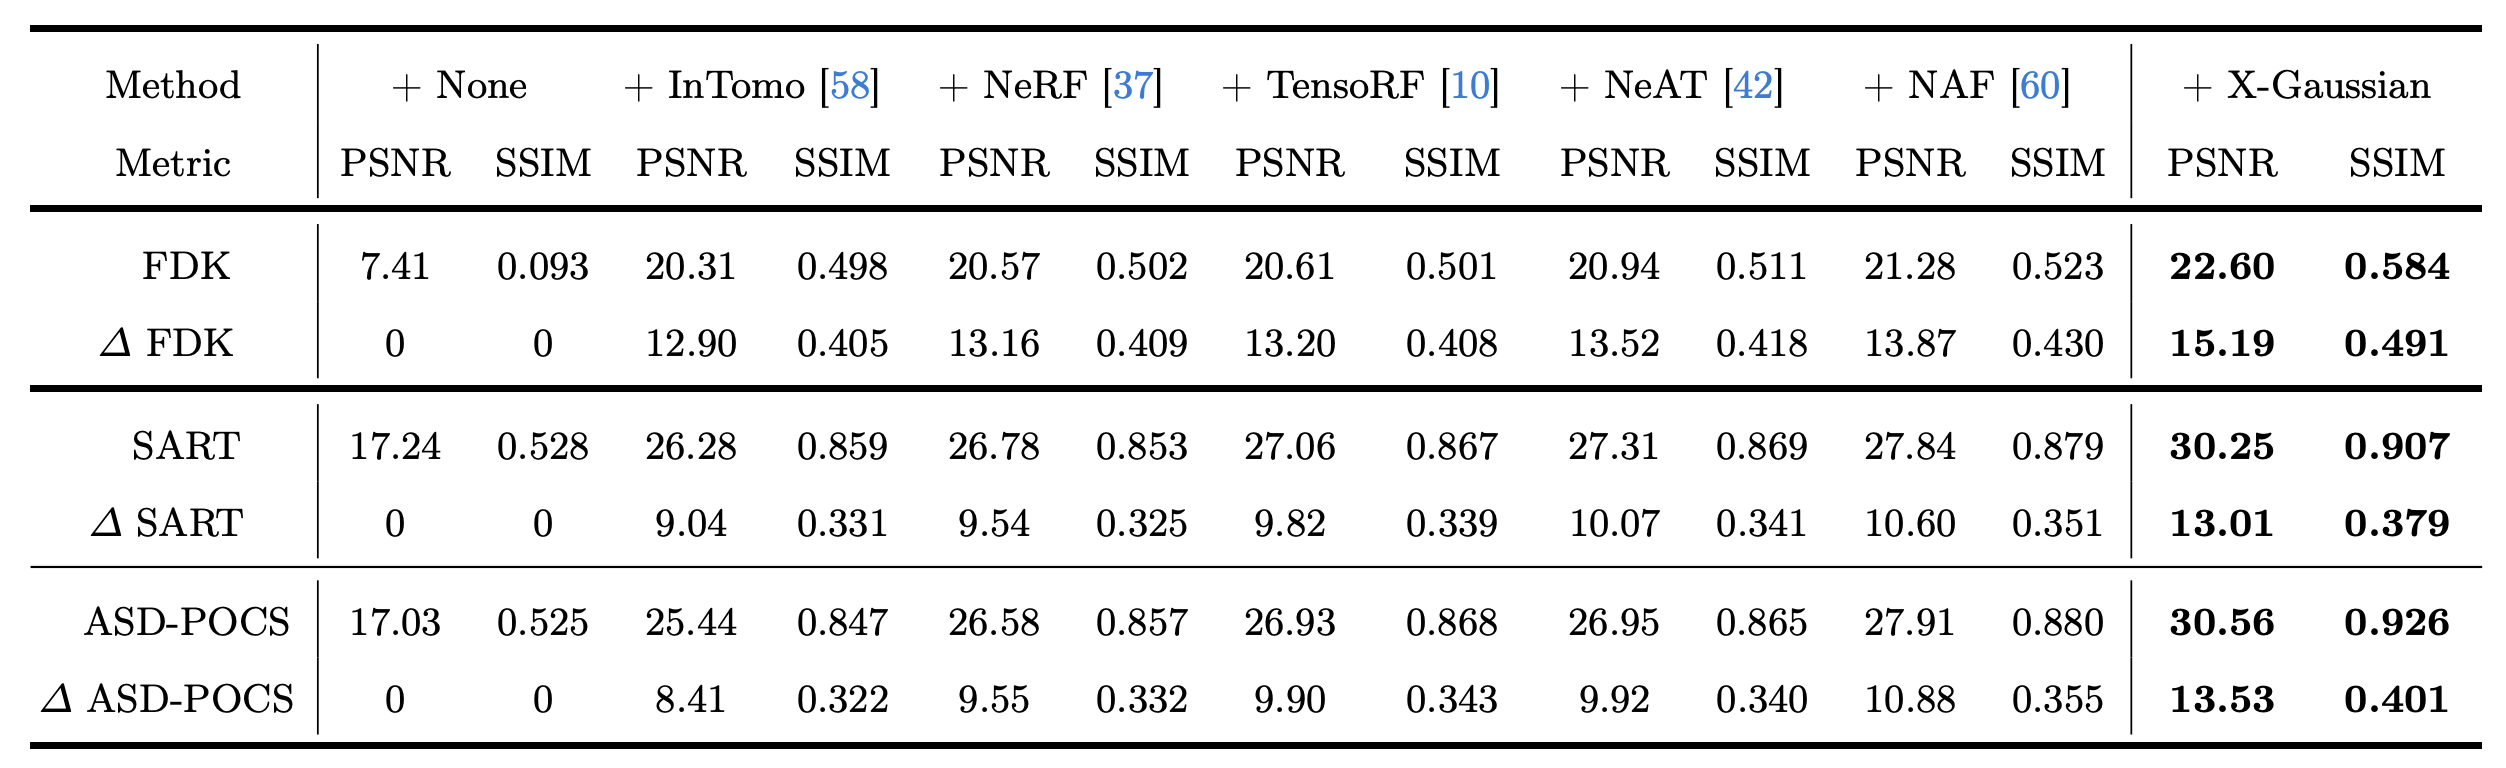 Method + None + InTomo [58] + NeRF [37] + TensoRF [10] + NeAT [42] + NAF [60] + X-Gaussian
Metric PSNR SSIM PSNR SSIM PSNR SSIM PSNR SSIM PSNR SSIM PSNR SSIM PSNR SSIM
FDK 7.41 0.093 20.31 0.498 20.57 0.502 20.61 0.501 20.94 0.511 21.28 0.523 22.60 0.584
Δ FDK 0 0 12.90 0.405 13.16 0.409 13.20 0.408 13.52 0.418 13.87 0.430 15.19 0.491
SART 17.24 0.528 26.28 0.859 26.78 0.853 27.06 0.867 27.31 0.869 27.84 0.879 30.25 0.907
Δ SART 0 0 9.04 0.331 9.54 0.325 9.82 0.339 10.07 0.341 10.60 0.351 13.01 0.379
ASD-POCS 17.03 0.525 25.44 0.847 26.58 0.857 26.93 0.868 26.95 0.865 27.91 0.880 30.56 0.926
Δ ASD-POCS 0 0 8.41 0.322 9.55 0.332 9.90 0.343 9.92 0.340 10.88 0.355 13.53 0.401